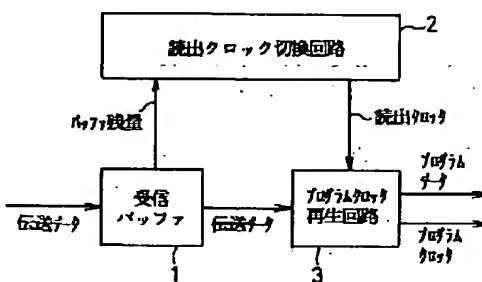 2
読出クロック切換回路
バッファ残量
読出クロック
プログラム
データ
受信
バッファ
プログラムクロック
再生回路
伝送データ
伝送データ
プログラム
クロック
1
3